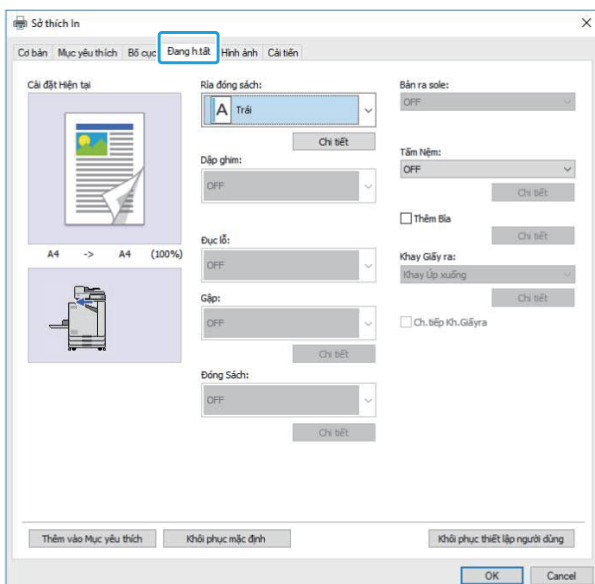 Sở thích In
Cơ bản Mục yêu thích Bố cục Đang h.tất Hình ảnh Cải tiến
Cài đặt Hiện tại
A4 -> A4 (100%)
Rìa đóng sách:
A Trái
Chi tiết
Dập ghim:
OFF
Đục lỗ:
OFF
Gập:
OFF
Chi tiết
Đóng Sách:
OFF
Chi tiết
Bản ra sole:
OFF
Tấm Nệm:
OFF
Chi tiết
Thêm Bìa
Chi tiết
Khay Giấy ra:
Khay Úp xuống
Chi tiết
Ch.tiếp Kh.Giấyra
Thêm vào Mục yêu thích Khôi phục mặc định Khôi phục thiết lập người dùng
OK Cancel